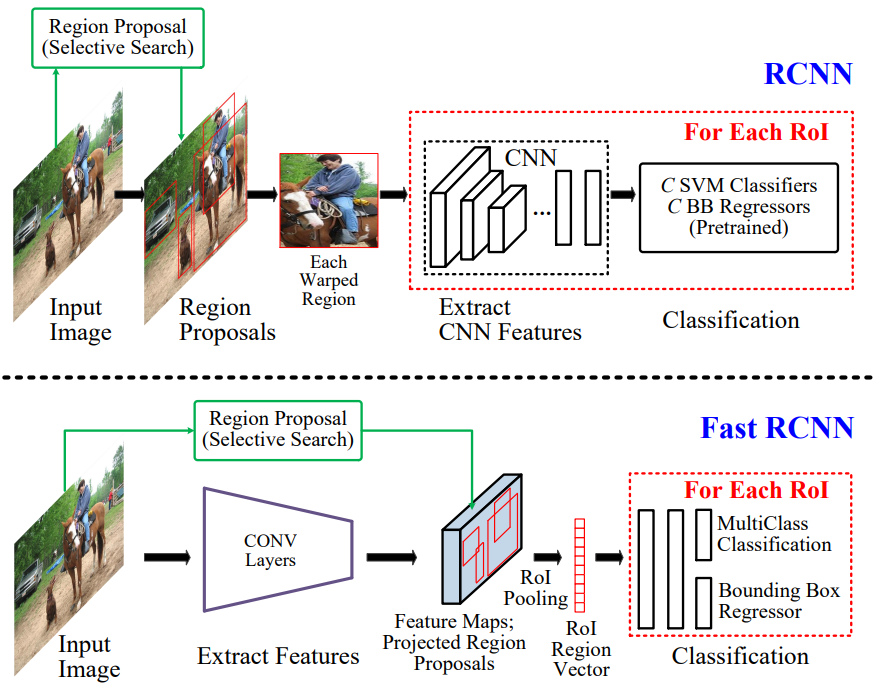 Region Proposal
(Selective Search)
RCNN
For Each RoI
CNN
...
C SVM Classifiers
C BB Regressors
(Pretrained)
Each
Warped
Region
Input
Image
Region
Proposals
Extract
CNN Features
Classification
Region Proposal
(Selective Search)
Fast RCNN
For Each RoI
CONV
Layers
MultiClass
Classification
Bounding Box
Regressor
RoI
Pooling
Feature Maps;
Projected Region
Proposals
RoI
Region
Vector
Input
Image
Extract Features
Classification